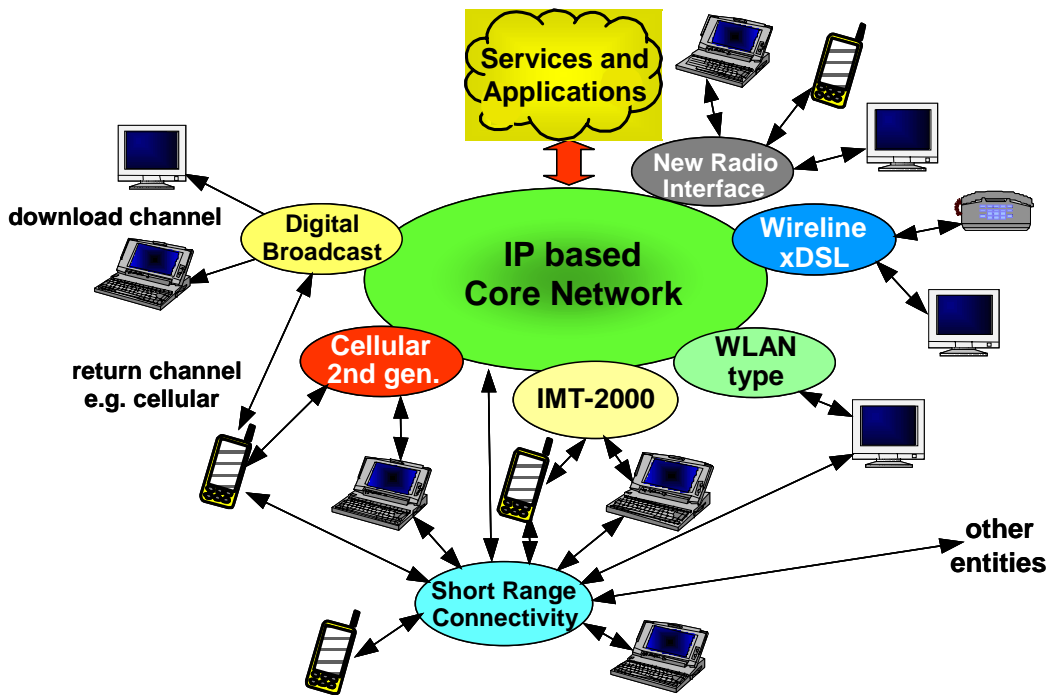 Services and
Applications
New Radio
Interface
download channel
Digital
Broadcast
IP based
Core Network
Wireline
xDSL
return channel
e.g. cellular
Cellular
2nd gen.
IMT-2000
WLAN
type
other
entities
Short Range
Connectivity